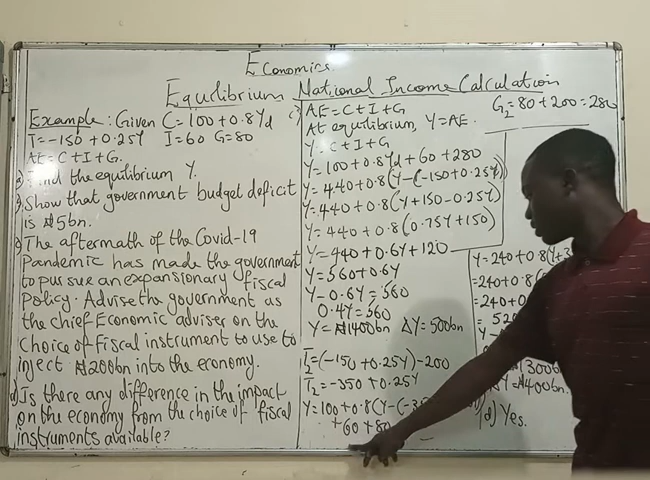 Economics.
Equilibrium National Income Calculation
Example: Given C=100+0.8Yd
T=-150+0.25Y I=60 G=80
AE=C+I+G.
a) Find the equilibrium Y.
b) Show that government budget deficit
is ₦5bn.
c) The aftermath of the Covid-19
Pandemic has made the government
to pursue an expansionary fiscal
Policy. Advise the government as
the chief Economic adviser on the
choice of fiscal instrument to use to
inject ₦200bn into the economy.
d) Is there any difference in the impact
on the economy from the choice of fiscal
instruments available?
c) AE=C+I+G
G₂=80+200=280
At equilibrium, Y=AE.
Y=C+I+G
Y=100+0.8Yd+60+280
Y=440+0.8(Y-(-150+0.25Y)
Y=440+0.8(Y+150-0.25Y)
Y=440+0.8(0.75Y+150)
Y=440+0.6Y+120
Y=560+0.6Y
Y-0.6Y=560
0.4Y=560
Y=₦1400bn ΔY=500bn
T₂=(-150+0.25Y)-200
T₂=-350+0.25Y
Y=100+0.8(Y-(-3
+60+80
Y=240+0.8(Y+3
=240+0.8(
=240+0
=520
Y-
1300b
Y=₦400bn.
(d) Yes.